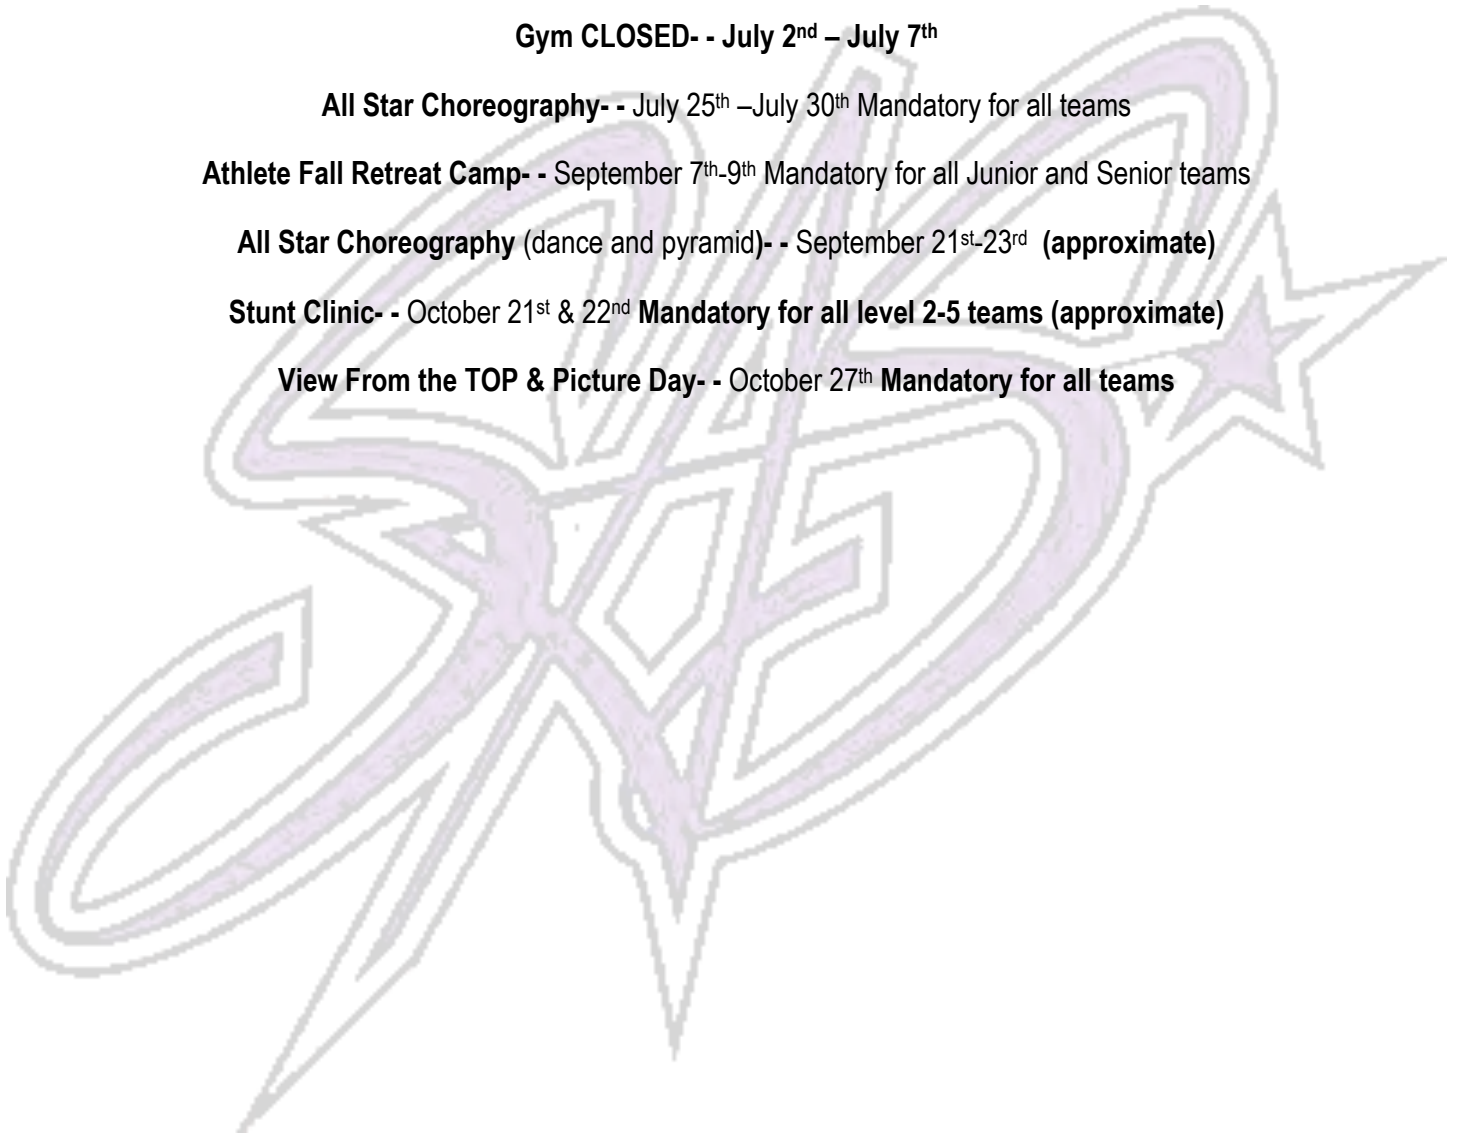 Gym CLOSED- - July 2nd – July 7th
All Star Choreography- - July 25th –July 30th Mandatory for all teams
Athlete Fall Retreat Camp- - September 7th-9th Mandatory for all Junior and Senior teams
All Star Choreography (dance and pyramid)- - September 21st-23rd (approximate)
Stunt Clinic- - October 21st & 22nd Mandatory for all level 2-5 teams (approximate)
View From the TOP & Picture Day- - October 27th Mandatory for all teams